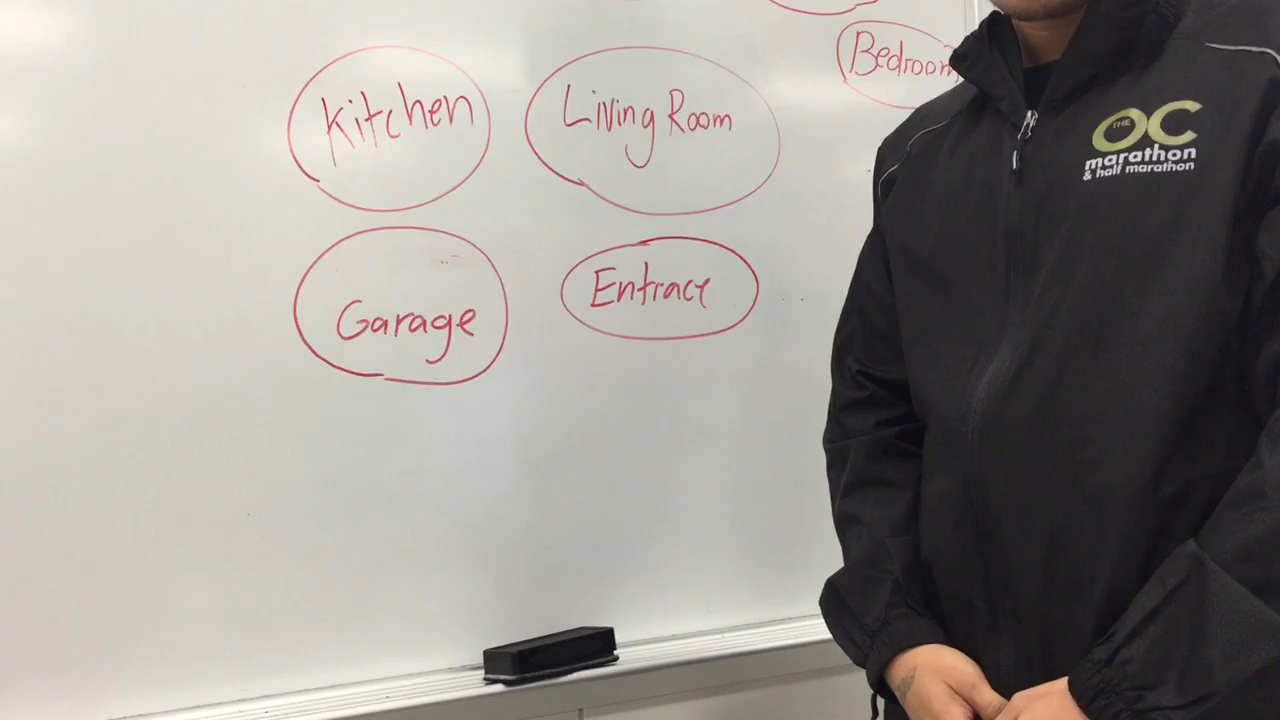 Kitchen
Living Room
Bedroom
Garage
Entrace
THE
OC
marathon
& half marathon